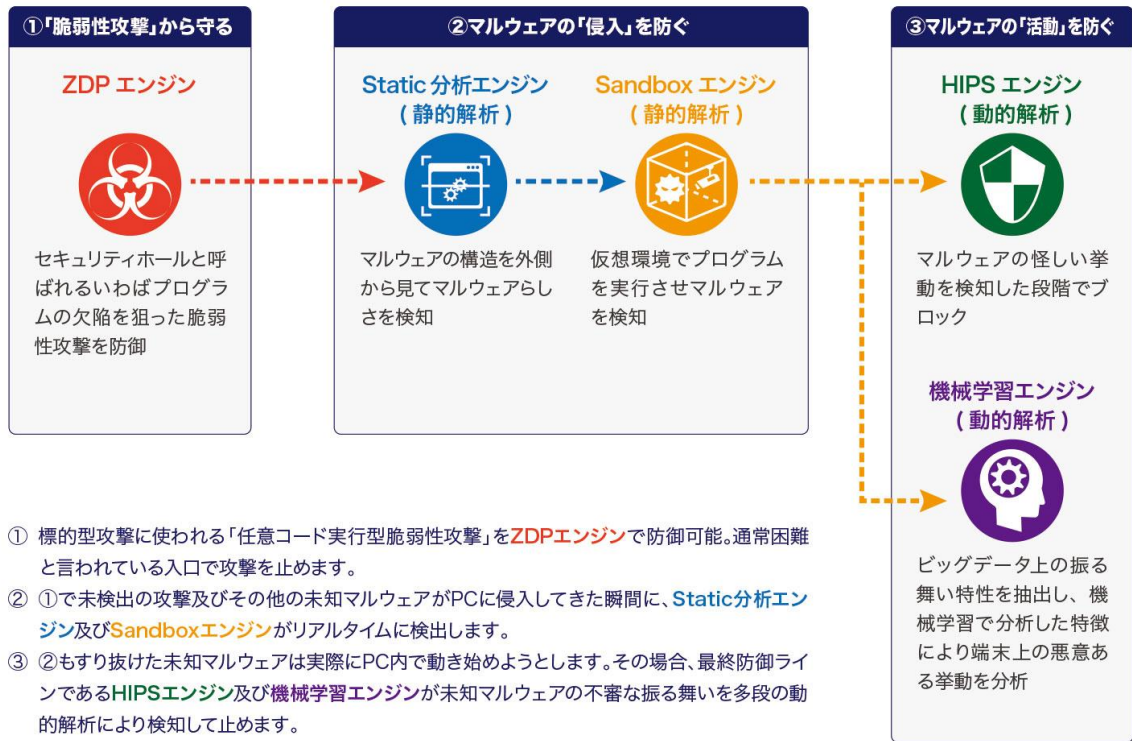 ①「脆弱性攻撃」から守る
ZDP エンジン
セキュリティホールと呼
ばれるいわばプログラ
ムの欠陥を狙った脆弱
性攻撃を防御
②マルウェアの「侵入」を防ぐ
Static 分析エンジン
( 静的解析 )
マルウェアの構造を外側
から見てマルウェアらし
さを検知
Sandbox エンジン
( 静的解析 )
仮想環境でプログラム
を実行させマルウェア
を検知
③マルウェアの「活動」を防ぐ
HIPS エンジン
( 動的解析 )
マルウェアの怪しい挙
動を検知した段階でブ
ロック
機械学習エンジン
( 動的解析 )
ビッグデータ上の振る
舞い特性を抽出し、機
械学習で分析した特徴
により端末上の悪意あ
る挙動を分析
① 標的型攻撃に使われる「任意コード実行型脆弱性攻撃」をZDPエンジンで防御可能。通常困難
と言われている入口で攻撃を止めます。
② ①で未検出の攻撃及びその他の未知マルウェアがPCに侵入してきた瞬間に、Static分析エン
ジン及びSandboxエンジンがリアルタイムに検出します。
③ ②もすり抜けた未知マルウェアは実際にPC内で動き始めようとします。その場合、最終防御ライ
ンであるHIPSエンジン及び機械学習エンジンが未知マルウェアの不審な振る舞いを多段の動
的解析により検知して止めます。